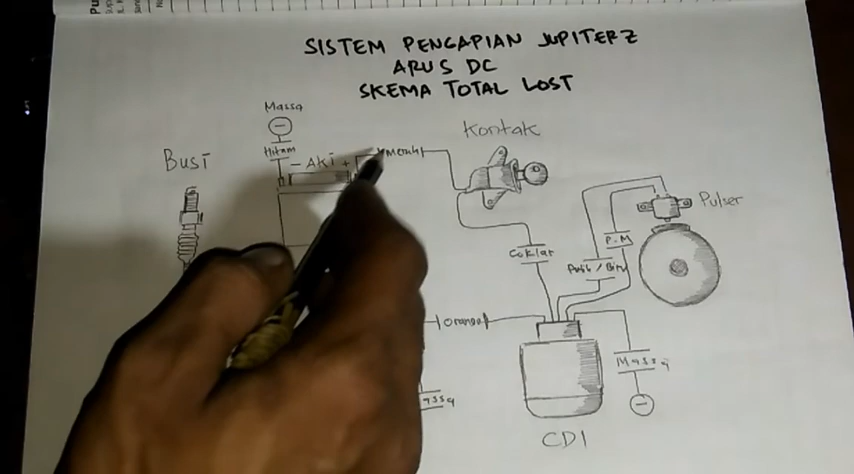 SISTEM PENGAPIAN JUPITERZ
ARUS DC
SKEMA TOTAL LOST
Massa
Kontak
Hitam
- AKi +
Merah
Busi
Pulser
P-M
Coklat
Putih / Biru
Orange
Massa
CDI